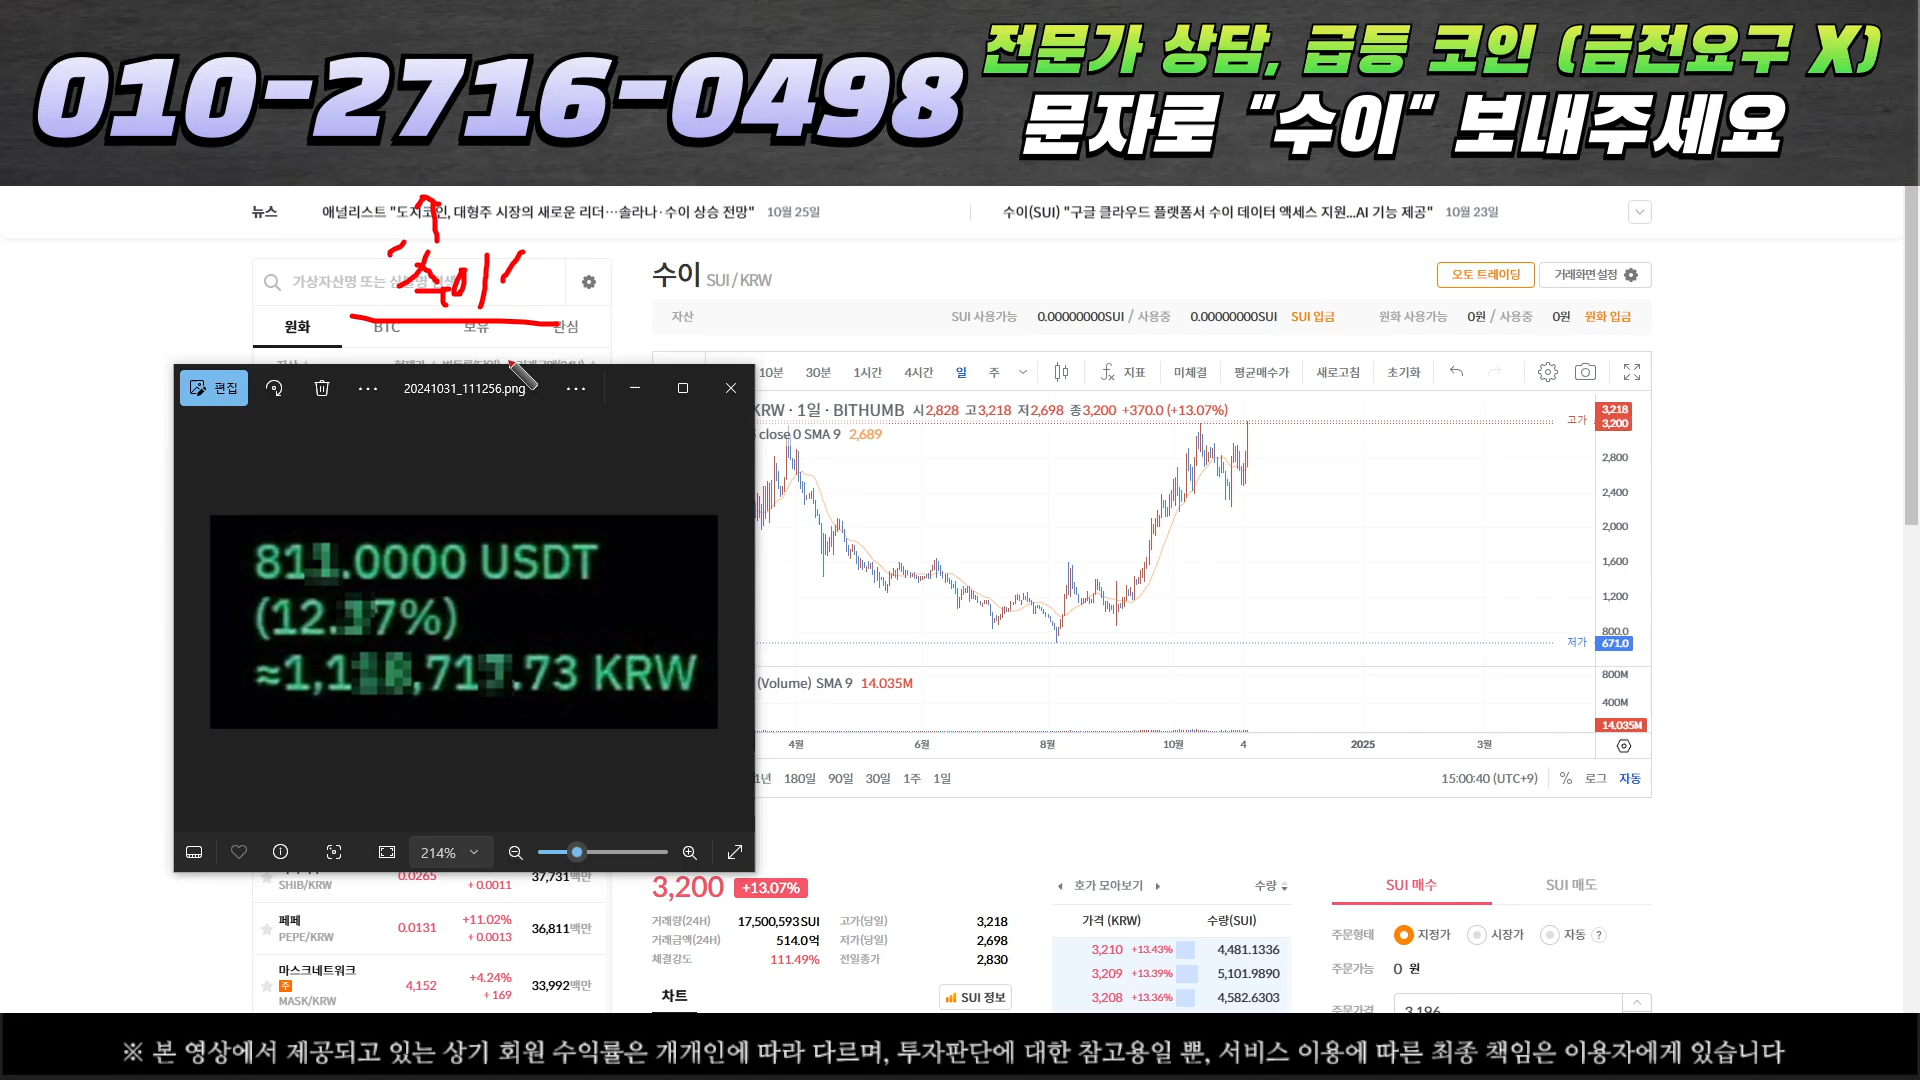 010-2716-0498
전문가 상담, 급등 코인 (금전요구 X)
문자로 "수이" 보내주세요
뉴스
애널리스트 "도지코인, 대형주 시장의 새로운 리더…솔라나·수이 상승 전망" 10월 25일
수이(SUI) "구글 클라우드 플랫폼서 수이 데이터 액세스 지원...AI 기능 제공" 10월 23일
가상자산명 또는
'수이'
원화 BTC 보유 관심
수이 SUI/KRW
오토 트레이딩
거래화면설정
자산
SUI 사용가능 0.00000000SUI / 사용중 0.00000000SUI SUI 입금
원화 사용가능 0원 / 사용중 0원 원화 입금
편집
20241031_111256.png
10분 30분 1시간 4시간 일 주
지표 미체결 평균매수가 새로고침 초기화
KRW · 1일 · BITHUMB 시2,828 고3,218 저2,698 종3,200 +370.0 (+13.07%)
close 0 SMA 9 2,689
고가 3,218
3,200
2,800
2,400
2,000
1,600
1,200
800.0
저가 671.0
811.0000 USDT
(12.37%)
,71 .73 KRW
(Volume) SMA 9 14.035M
800M
400M
14.035M
4월 6월 8월 10월 4 2025 3월
1년 180일 90일 30일 1주 1일
15:00:40 (UTC+9) % 로그 자동
214%
SHIB/KRW
0.0265
+ 0.0011
37,731백만
페페
PEPE/KRW
0.0131
+11.02%
+ 0.0013
36,811백만
마스크네트워크
주
MASK/KRW
4,152
+4.24%
+ 169
33,992백만
3,200 +13.07%
거래량(24H) 17,500,593 SUI
고가(당일) 3,218
거래금액(24H) 514.0억
저가(당일) 2,698
체결강도 111.49%
전일종가 2,830
차트
SUI 정보
호가 모아보기
수량
가격 (KRW) 수량(SUI)
3,210 +13.43% 4,481.1336
3,209 +13.39% 5,101.9890
3,208 +13.36% 4,582.6303
SUI 매수 SUI 매도
주문형태 지정가 시장가 자동 ?
주문가능 0 원
주문가격 3,196
※ 본 영상에서 제공되고 있는 상기 회원 수익률은 개개인에 따라 다르며, 투자판단에 대한 참고용일 뿐, 서비스 이용에 따른 최종 책임은 이용자에게 있습니다